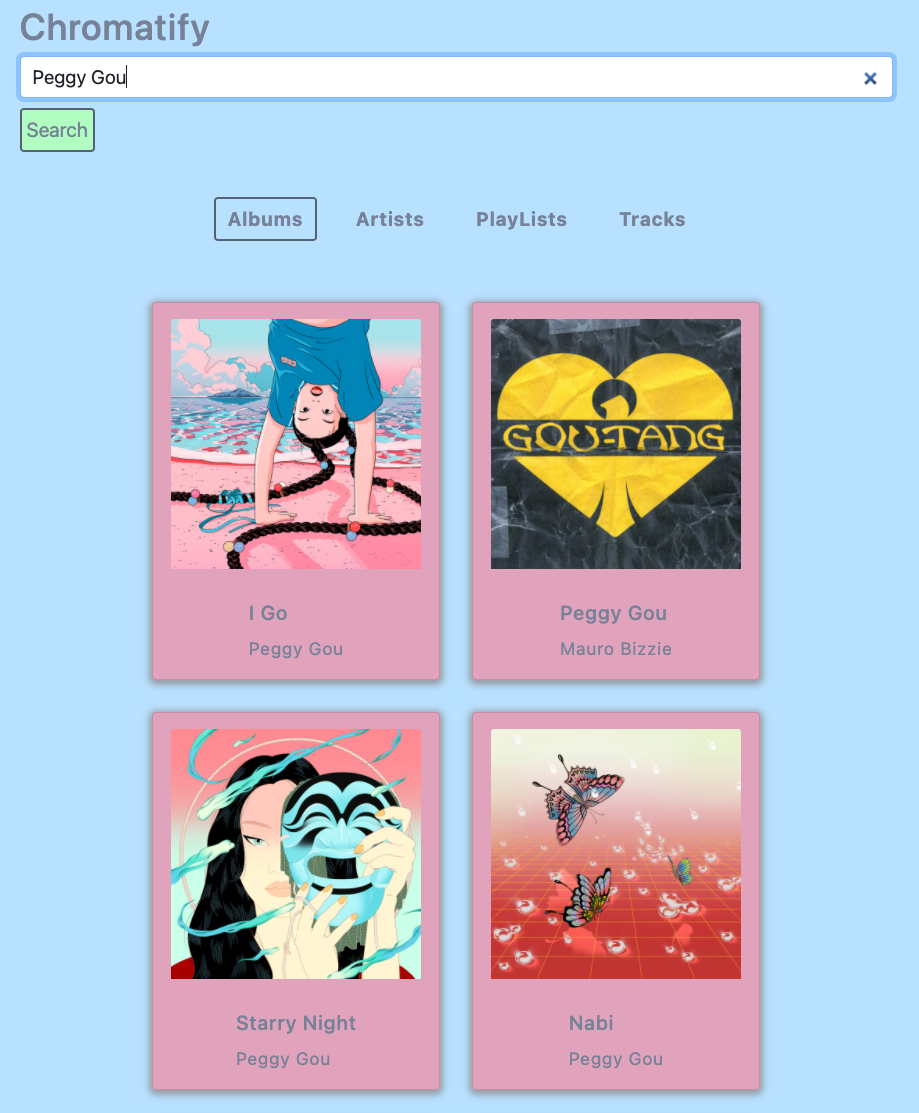 Chromatify
Peggy Gou
Search
Albums Artists PlayLists Tracks
GOU-TANG
I Go
Peggy Gou
Peggy Gou
Mauro Bizzie
Starry Night
Peggy Gou
Nabi
Peggy Gou